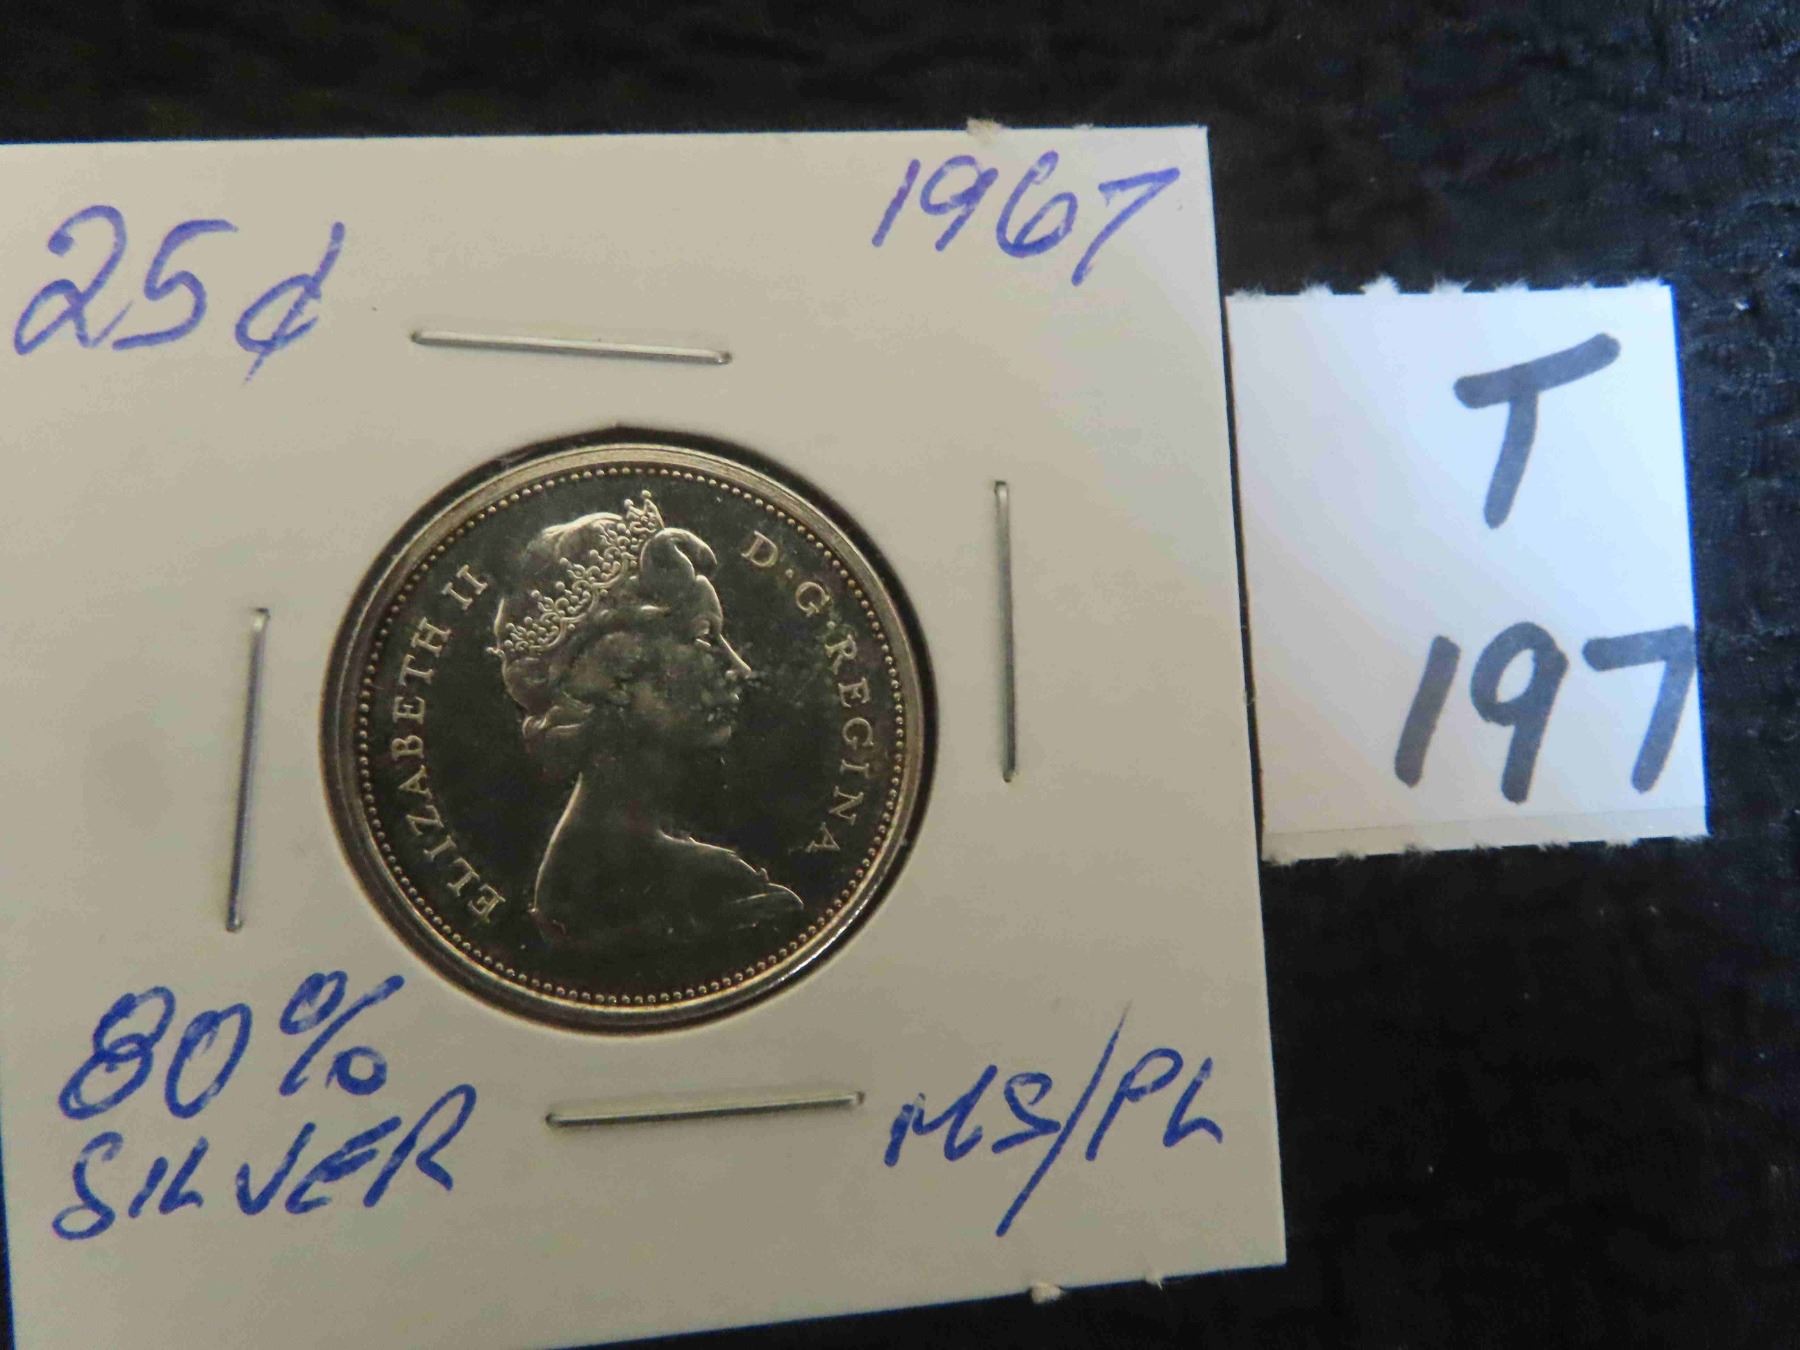 25¢ 1967
ELIZABETH II D·G·REGINA
80%
SILVER
MS/PL
T
197